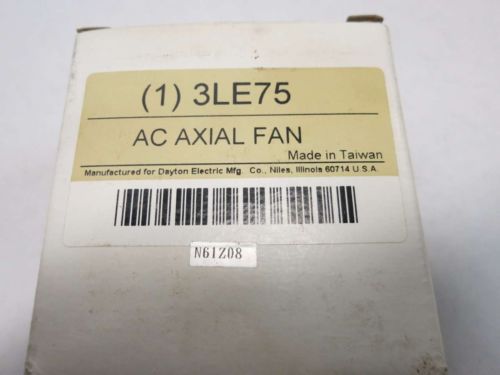 (1) 3LE75
AC AXIAL FAN
Made in Taiwan
Manufactured for Dayton Electric Mfg. Co., Niles, Illinois 60714 U.S.A.
N61Z08